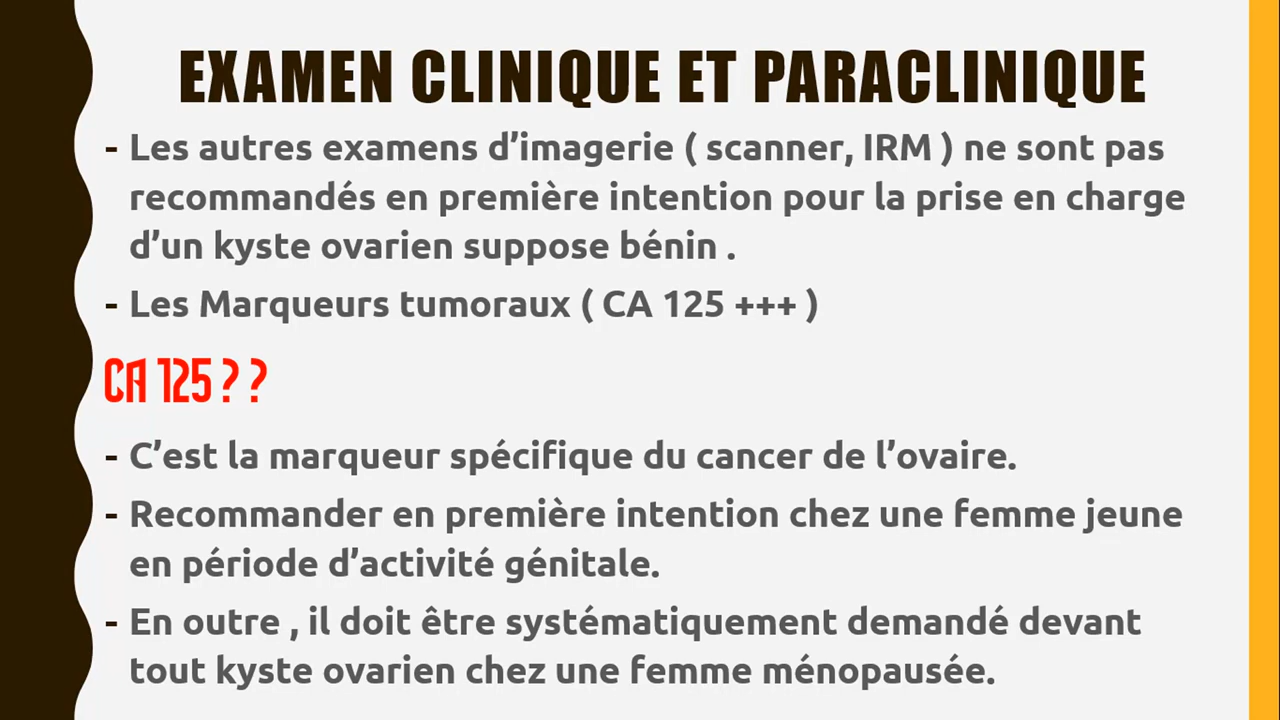 EXAMEN CLINIQUE ET PARACLINIQUE
- Les autres examens d’imagerie ( scanner, IRM ) ne sont pas
recommandés en première intention pour la prise en charge
d’un kyste ovarien suppose bénin .
- Les Marqueurs tumoraux ( CA 125 +++ )
CA 125 ? ?
- C’est la marqueur spécifique du cancer de l’ovaire.
- Recommander en première intention chez une femme jeune
en période d’activité génitale.
- En outre , il doit être systématiquement demandé devant
tout kyste ovarien chez une femme ménopausée.